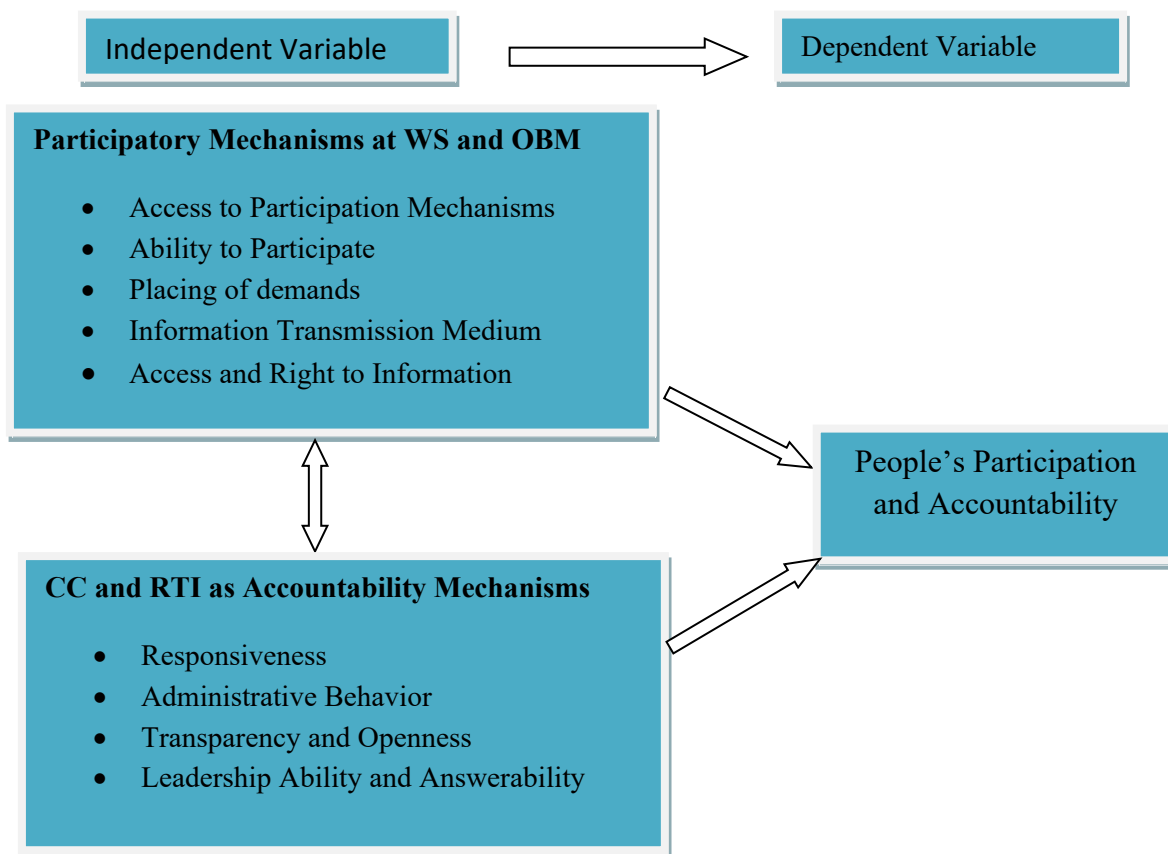 Independent Variable
Dependent Variable
Participatory Mechanisms at WS and OBM
• Access to Participation Mechanisms
• Ability to Participate
• Placing of demands
• Information Transmission Medium
• Access and Right to Information
People’s Participation
and Accountability
CC and RTI as Accountability Mechanisms
• Responsiveness
• Administrative Behavior
• Transparency and Openness
• Leadership Ability and Answerability